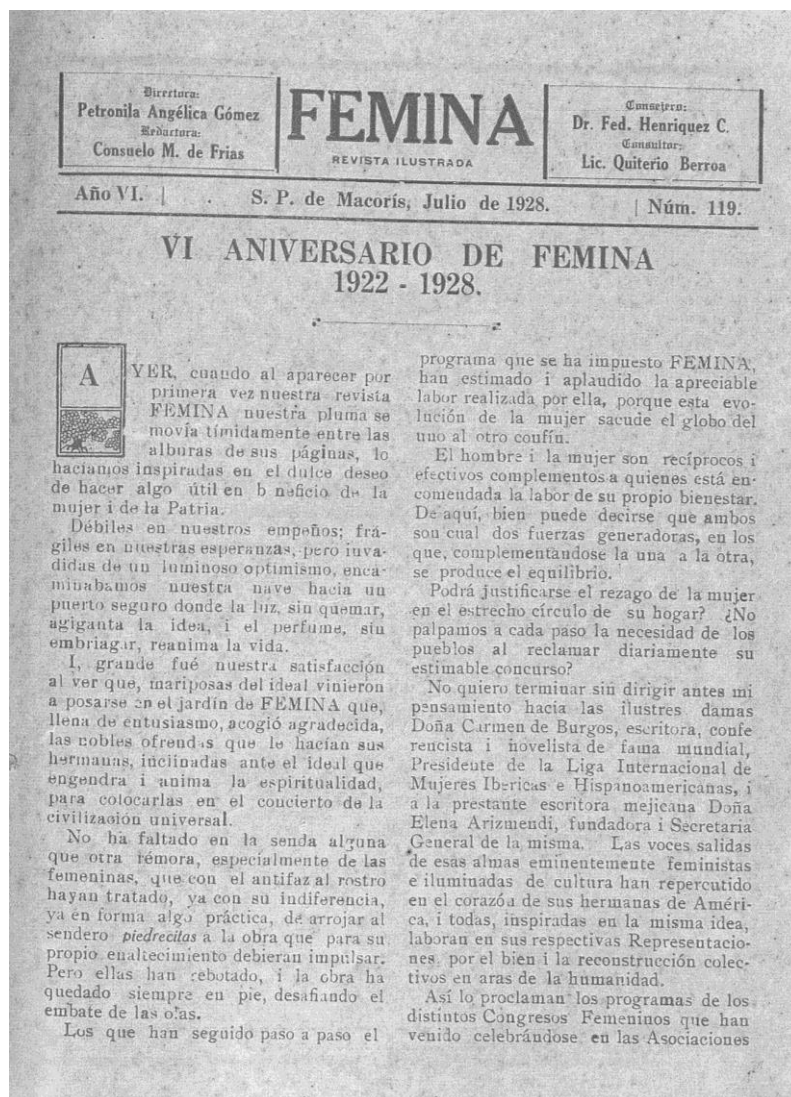 Directora:
Petronila Angélica Gómez
Redactora:
Consuelo M. de Frias
FEMINA
REVISTA ILUSTRADA
Consejero:
Dr. Fed. Henriquez C.
Consultor:
Lic. Quiterio Berroa
Año VI.
S. P. de Macorís, Julio de 1928.
Núm. 119.
VI ANIVERSARIO DE FEMINA
1922 - 1928.
AYER, cuando al aparecer por
primera vez nuestra revista
FEMINA nuestra pluma se
movía tímidamente entre las
alburas de sus páginas, lo
hacíamos inspiradas en el dulce deseo
de hacer algo útil en b neficio de la
mujer i de la Patria.
Débiles en nuestros empeños; frá-
giles en nuestras esperanzas, pero inva-
didas de un luminoso optimismo, enca-
minabamos nuestra nave hacia un
puerto seguro donde la luz, sin quemar,
agiganta la idea, i el perfume, sin
embriagar, reanima la vida.
I, grande fué nuestra satisfacción
al ver que, mariposas del ideal vinieron
a posarse en el jardín de FEMINA que,
llena de entusiasmo, acogió agradecida,
las nobles ofrendas que le hacían sus
hermanas, inclinadas ante el ideal que
engendra i anima la espiritualidad,
para colocarlas en el concierto de la
civilización universal.
No ha faltado en la senda alguna
que otra rémora, especialmente de las
femeninas, que con el antifaz al rostro
hayan tratado, ya con su indiferencia,
ya en forma algo práctica, de arrojar al
sendero piedrecitas a la obra que para su
propio enaltecimiento debieran impulsar.
Pero ellas han rebotado, i la obra ha
quedado siempre en pie, desafiando el
embate de las olas.
Los que han seguido paso a paso el
programa que se ha impuesto FEMINA,
han estimado i aplaudido la apreciable
labor realizada por ella, porque esta evo-
lución de la mujer sacude el globo del
uno al otro confín.
El hombre i la mujer son recíprocos i
efectivos complementos a quienes está en-
comendada la labor de su propio bienestar.
De aquí, bien puede decirse que ambos
son cual dos fuerzas generadoras, en los
que, complementándose la una a la otra,
se produce el equilibrio.
Podrá justificarse el rezago de la mujer
en el estrecho círculo de su hogar? ¿No
palpamos a cada paso la necesidad de los
pueblos al reclamar diariamente su
estimable concurso?
No quiero terminar sin dirigir antes mi
pensamiento hacia las ilustres damas
Doña Carmen de Burgos, escritora, confe
rencista i novelista de fama mundial,
Presidente de la Liga Internacional de
Mujeres Ibericas e Hispanoamericanas, i
a la prestante escritora mejicana Doña
Elena Arizmendi, fundadora i Secretaria
General de la misma. Las voces salidas
de esas almas eminentemente feministas
e iluminadas de cultura han repercutido
en el corazón de sus hermanas de Améri-
ca, i todas, inspiradas en la misma idea,
laboran en sus respectivas Representacio-
nes por el bien i la reconstrucción colec-
tivos en aras de la humanidad.
Así lo proclaman los programas de los
distintos Congresos Femeninos que han
venido celebrándose en las Asociaciones